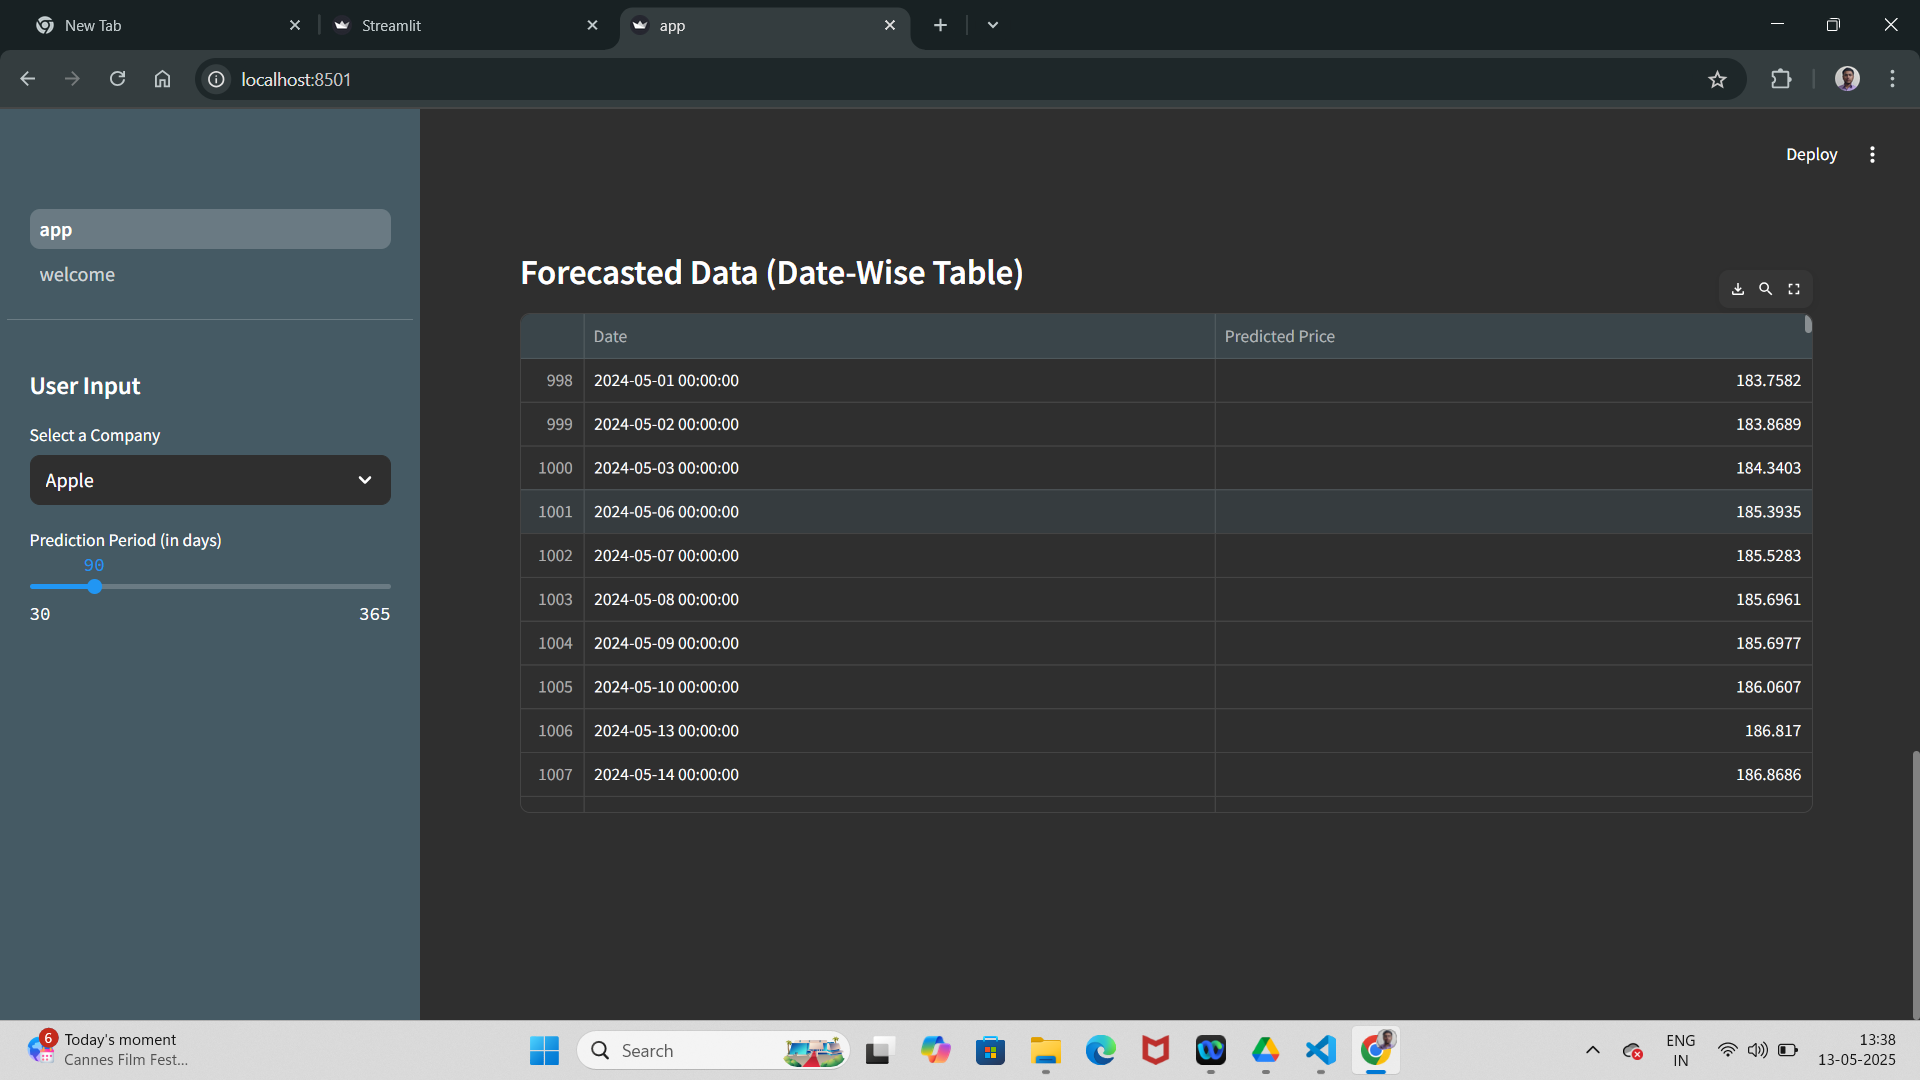 New Tab
Streamlit
app
localhost:8501
Deploy
app
welcome
User Input
Select a Company
Apple
Prediction Period (in days)
90
30 365
Forecasted Data (Date-Wise Table)
Date Predicted Price
998 2024-05-01 00:00:00 183.7582
999 2024-05-02 00:00:00 183.8689
1000 2024-05-03 00:00:00 184.3403
1001 2024-05-06 00:00:00 185.3935
1002 2024-05-07 00:00:00 185.5283
1003 2024-05-08 00:00:00 185.6961
1004 2024-05-09 00:00:00 185.6977
1005 2024-05-10 00:00:00 186.0607
1006 2024-05-13 00:00:00 186.817
1007 2024-05-14 00:00:00 186.8686
6
Today's moment
Cannes Film Fest...
Search
ENG
IN
13:38
13-05-2025